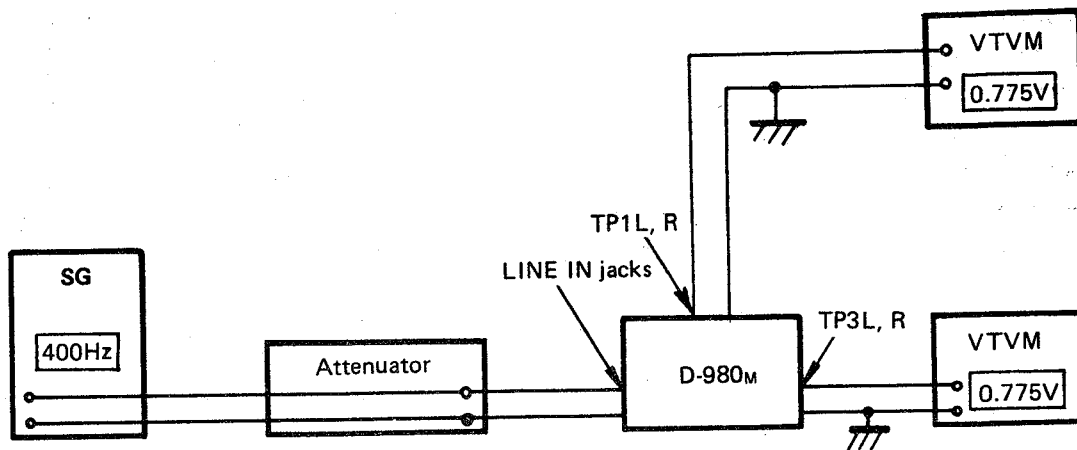 VTVM
0.775V
TP1L, R
LINE IN jacks
SG
400Hz
Attenuator
D-980M
TP3L, R
VTVM
0.775V